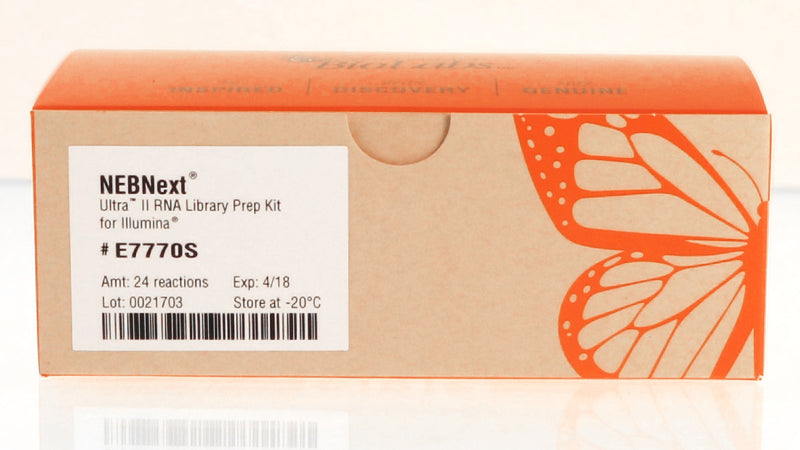 BioLabs
INSPIRED DISCOVERY GENUINE
NEBNext®
Ultra™ II RNA Library Prep Kit
for Illumina®
# E7770S
Amt: 24 reactions Exp: 4/18
Lot: 0021703 Store at -20°C